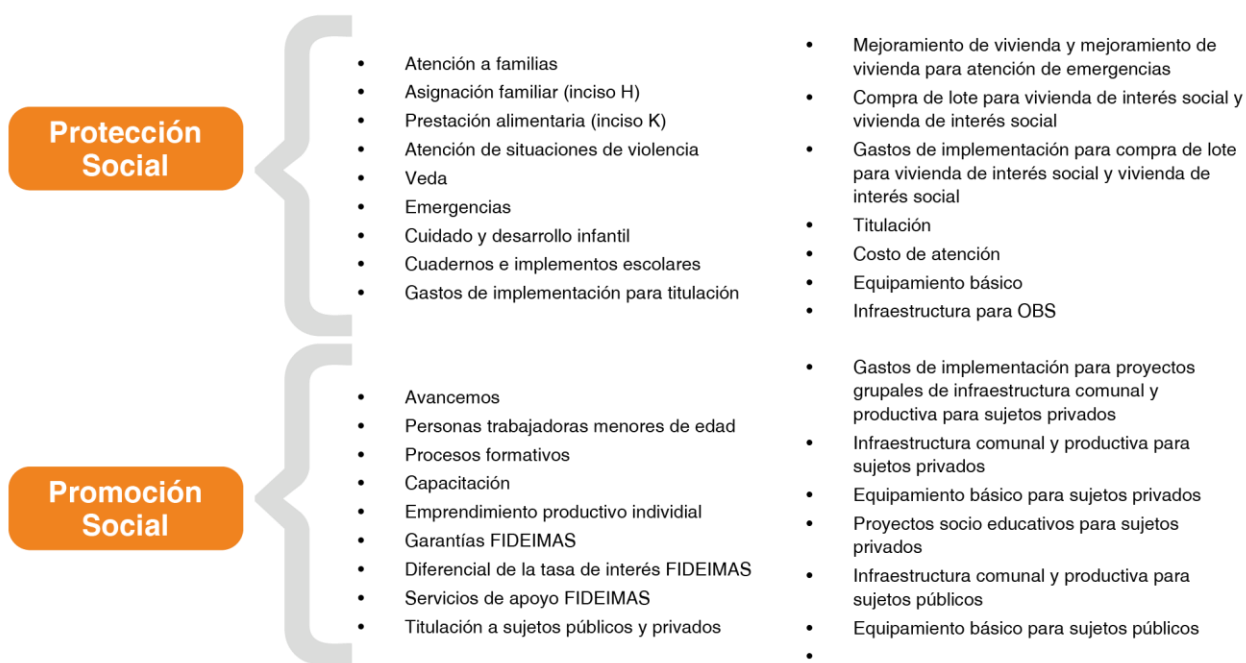 Protección
Social
• Atención a familias
• Asignación familiar (inciso H)
• Prestación alimentaria (inciso K)
• Atención de situaciones de violencia
• Veda
• Emergencias
• Cuidado y desarrollo infantil
• Cuadernos e implementos escolares
• Gastos de implementación para titulación
• Mejoramiento de vivienda y mejoramiento de
vivienda para atención de emergencias
• Compra de lote para vivienda de interés social y
vivienda de interés social
• Gastos de implementación para compra de lote
para vivienda de interés social y vivienda de
interés social
• Titulación
• Costo de atención
• Equipamiento básico
• Infraestructura para OBS
Promoción
Social
• Avancemos
• Personas trabajadoras menores de edad
• Procesos formativos
• Capacitación
• Emprendimiento productivo individial
• Garantías FIDEIMAS
• Diferencial de la tasa de interés FIDEIMAS
• Servicios de apoyo FIDEIMAS
• Titulación a sujetos públicos y privados
• Gastos de implementación para proyectos
grupales de infraestructura comunal y
productiva para sujetos privados
• Infraestructura comunal y productiva para
sujetos privados
• Equipamiento básico para sujetos privados
• Proyectos socio educativos para sujetos
privados
• Infraestructura comunal y productiva para
sujetos públicos
• Equipamiento básico para sujetos públicos
•